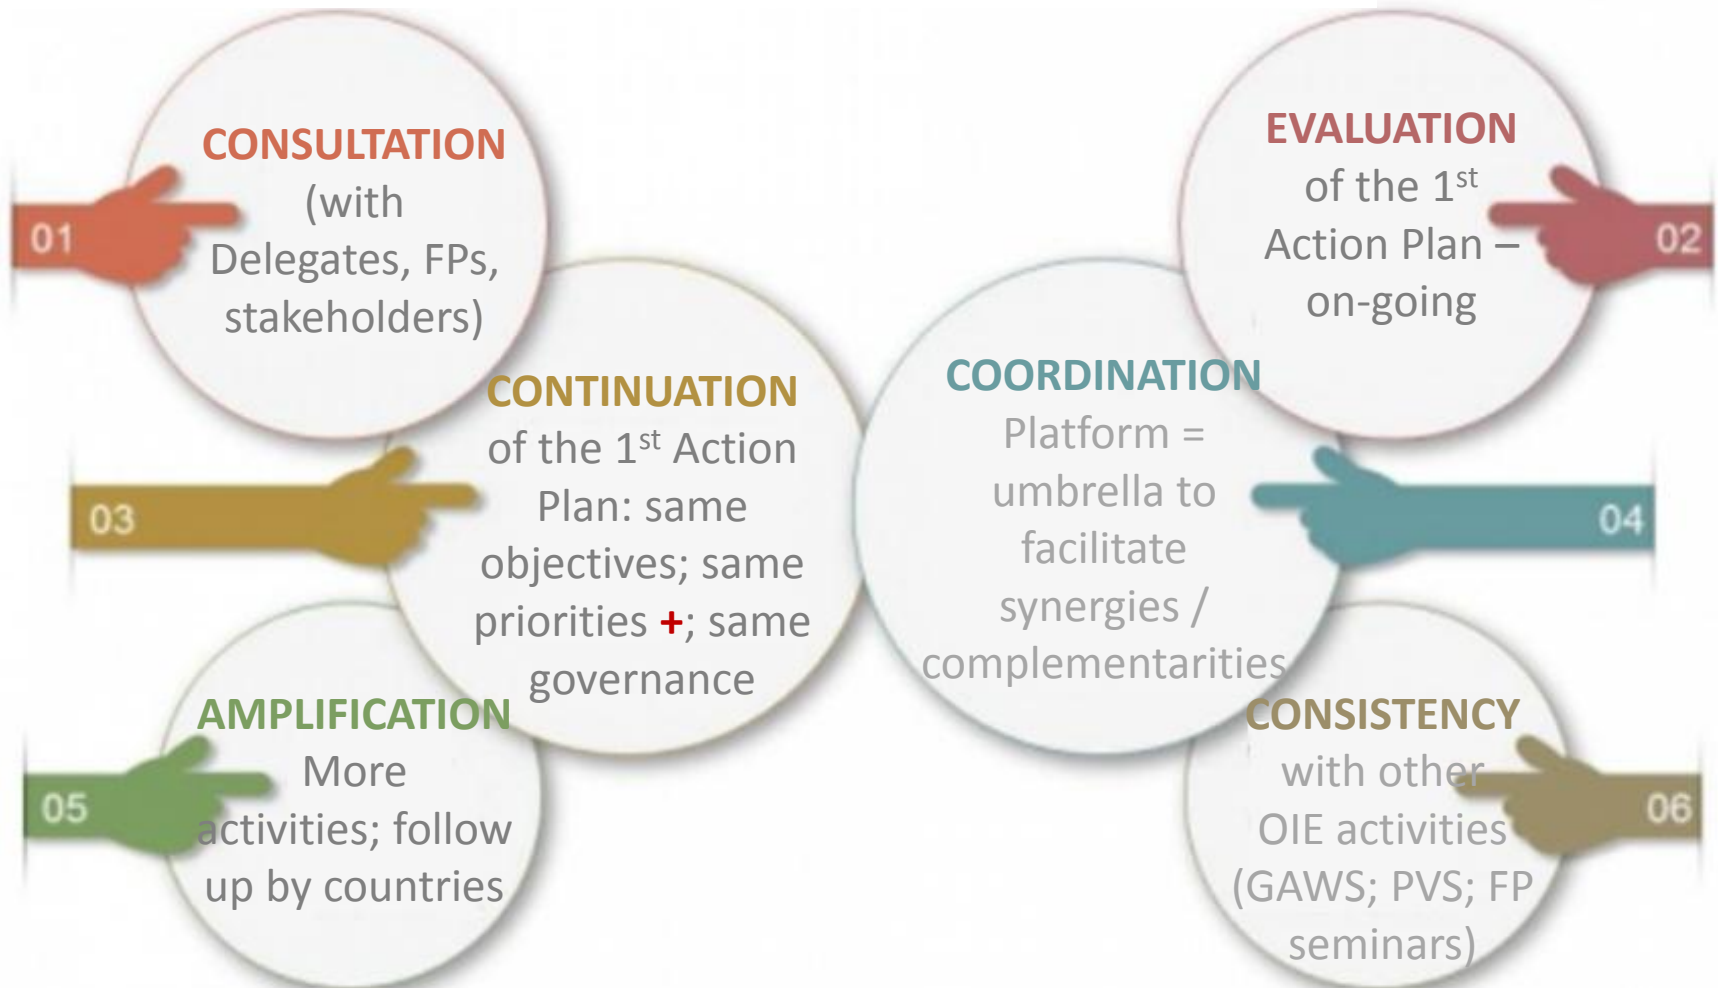 01
CONSULTATION
(with
Delegates, FPs,
stakeholders)
02
EVALUATION
of the 1st
Action Plan –
on-going
03
CONTINUATION
of the 1st Action
Plan: same
objectives; same
priorities +; same
governance
04
COORDINATION
Platform =
umbrella to
facilitate
synergies /
complementarities
05
AMPLIFICATION
More
activities; follow
up by countries
06
CONSISTENCY
with other
OIE activities
(GAWS; PVS; FP
seminars)